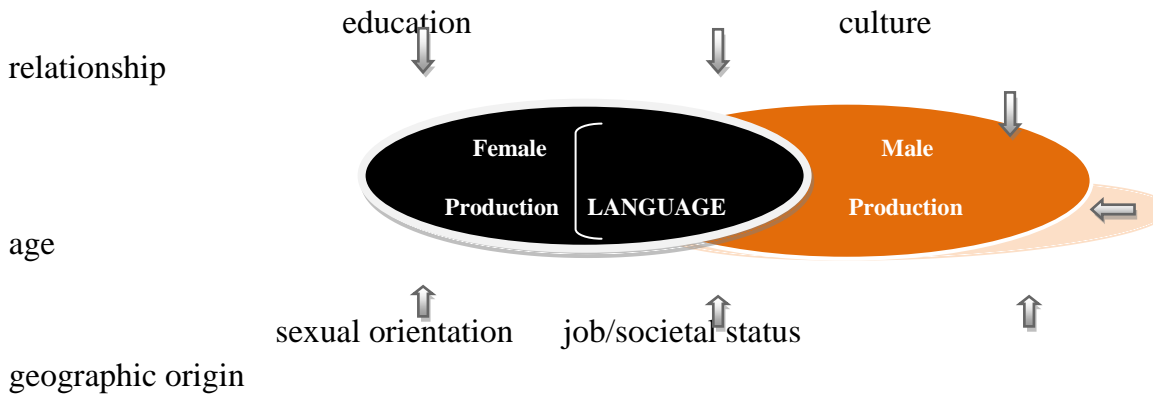 education culture
relationship
Female Male
Production LANGUAGE Production
age
sexual orientation job/societal status
geographic origin